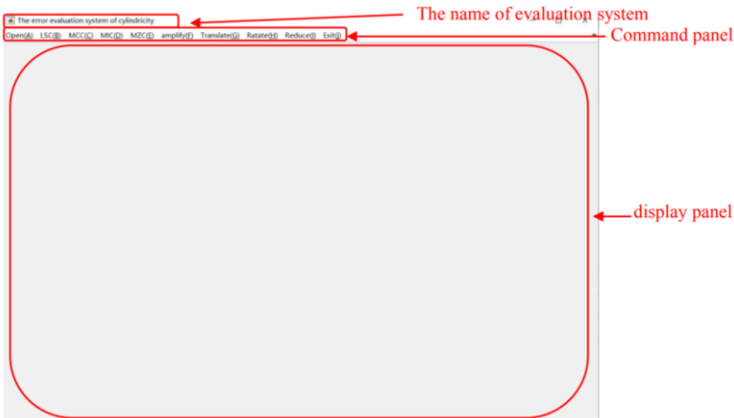 The name of evaluation system
The error evaluation system of cylindricity
Command panel
Open(A) LSC(B) MCC(C) MIC(D) MZC(E) amplify(F) Translate(G) Ratate(H) Reduce(I) Exit(J)
display panel